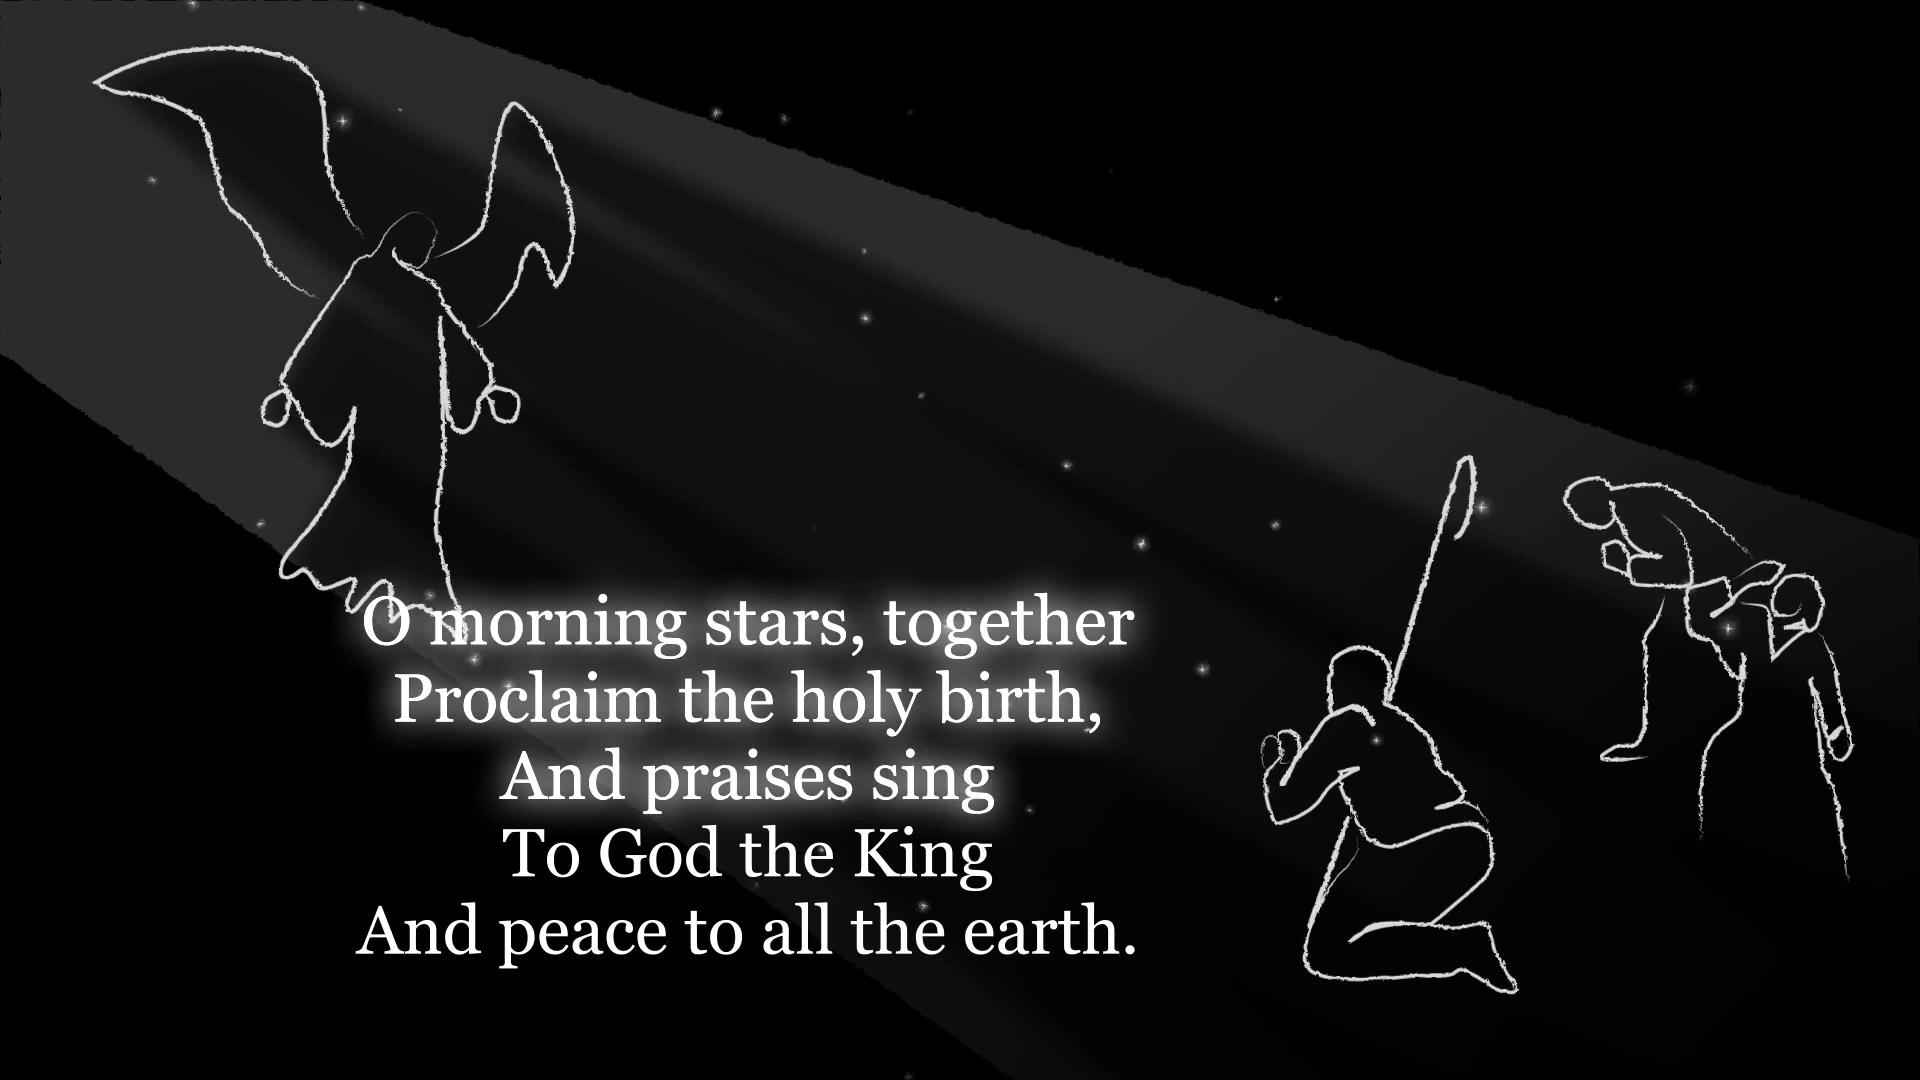 O morning stars, together
Proclaim the holy birth,
And praises sing
To God the King
And peace to all the earth.